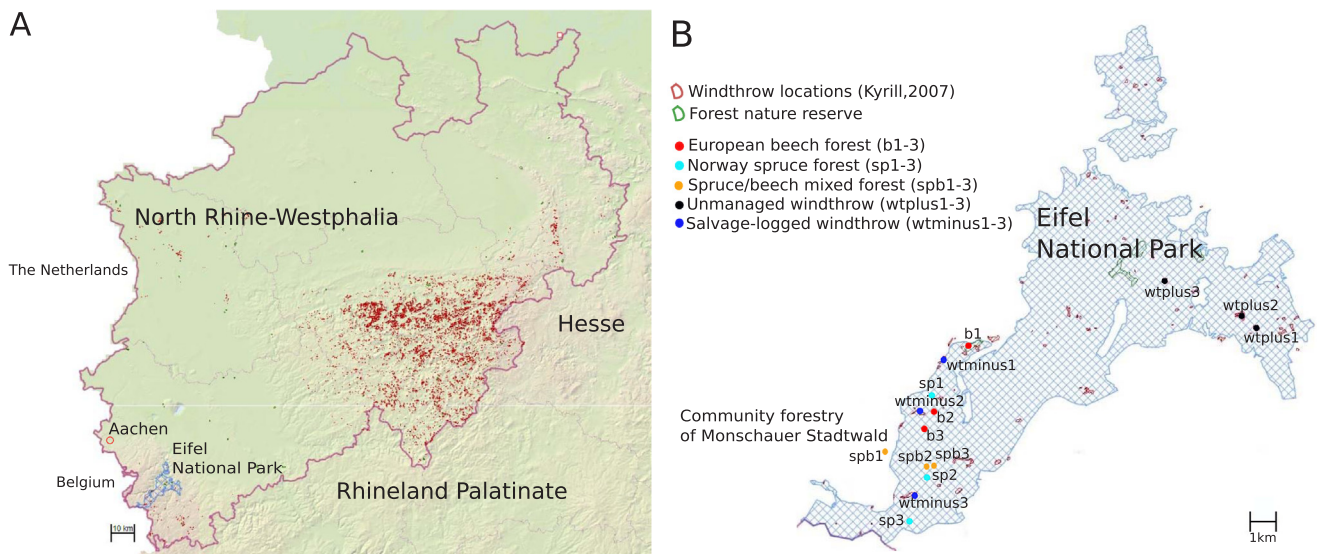 A
North Rhine-Westphalia
The Netherlands
Hesse
Aachen
Eifel
National Park
Belgium
Rhineland Palatinate
10 km
B
Windthrow locations (Kyrill,2007)
Forest nature reserve
European beech forest (b1-3)
Norway spruce forest (sp1-3)
Spruce/beech mixed forest (spb1-3)
Unmanaged windthrow (wtplus1-3)
Salvage-logged windthrow (wtminus1-3)
Eifel
National Park
wtplus3
wtplus2
wtplus1
b1
wtminus1
sp1
wtminus2
b2
b3
Community forestry
of Monschauer Stadtwald
spb1
spb2
spb3
sp2
wtminus3
sp3
1km